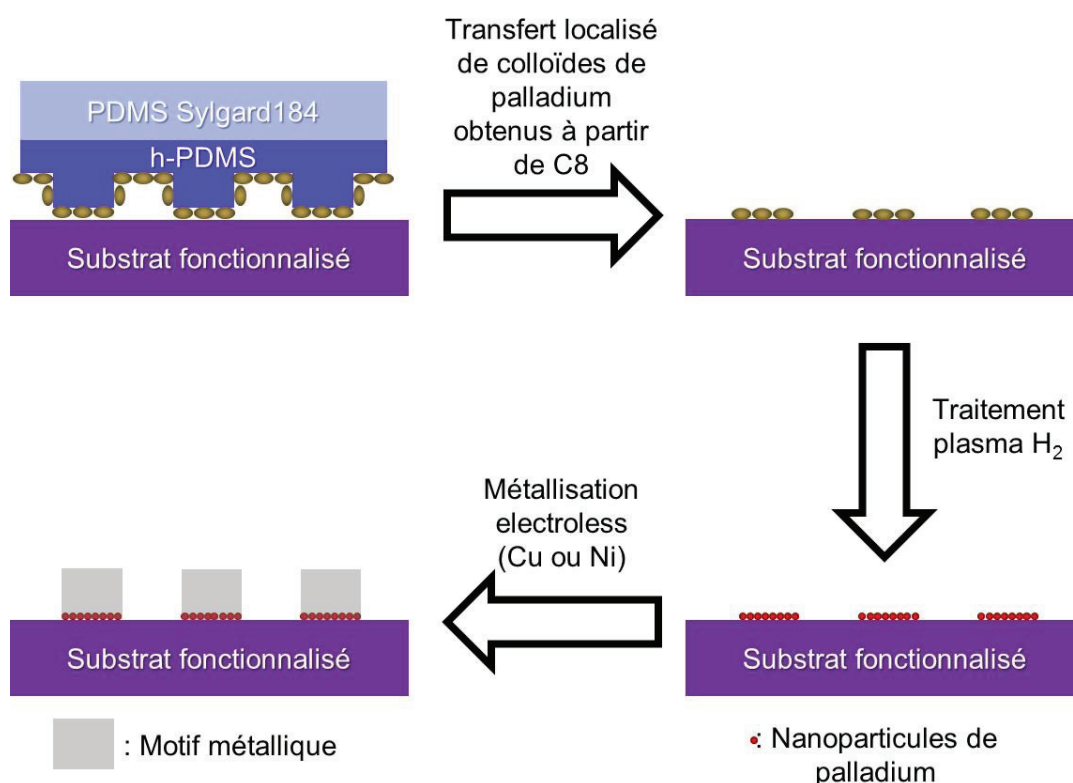 Transfert localisé
de colloïdes de
palladium
obtenus à partir
de C8
PDMS Sylgard184
h-PDMS
Substrat fonctionnalisé
Substrat fonctionnalisé
Traitement
plasma H2
Métallisation
electroless
(Cu ou Ni)
Substrat fonctionnalisé
Substrat fonctionnalisé
: Motif métallique
: Nanoparticules de
palladium